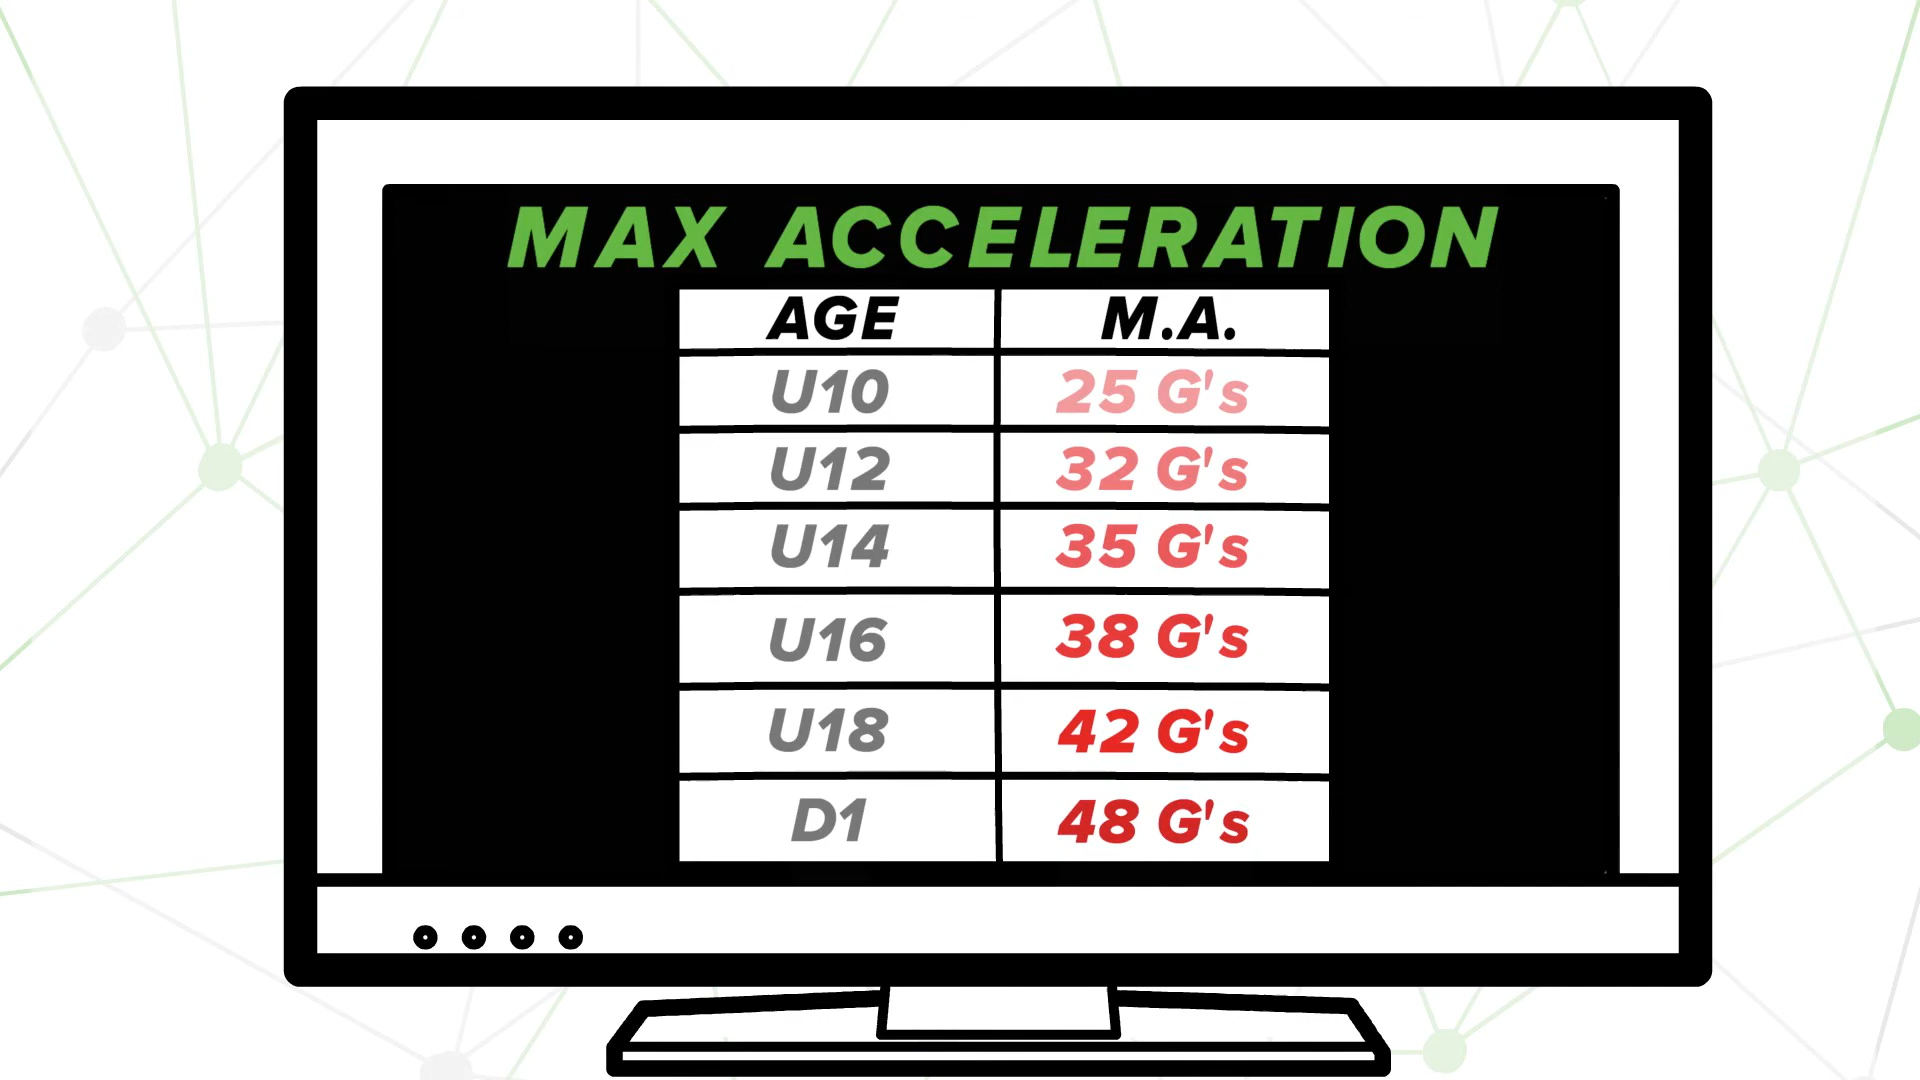 MAX ACCELERATION
AGE M.A.
U10 25 G's
U12 32 G's
U14 35 G's
U16 38 G's
U18 42 G's
D1 48 G's